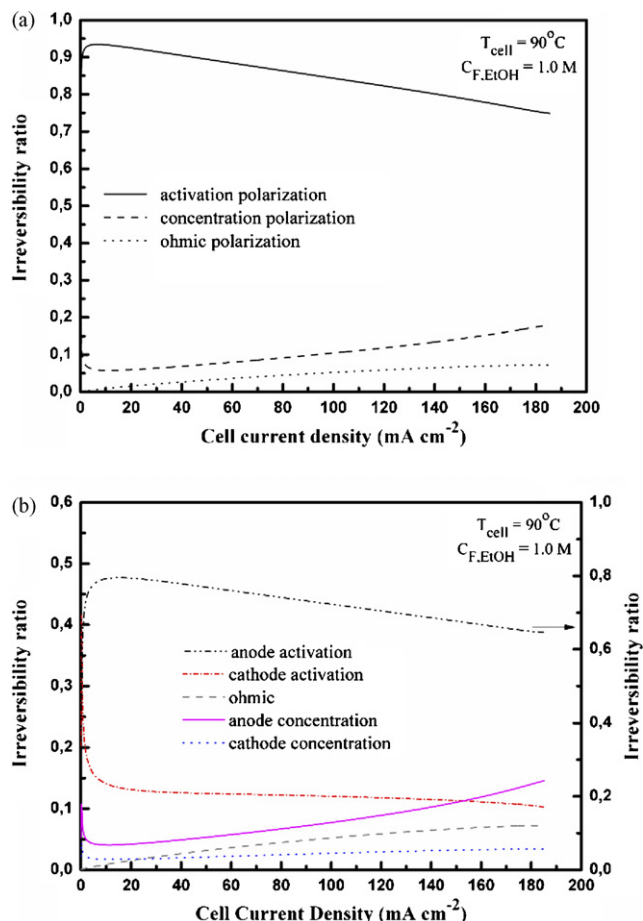 (a)
1,0
0,9
0,8
0,7
0,6
0,5
0,4
0,3
0,2
0,1
0,0
Irreversibility ratio
T_cell = 90°C
C_F,EtOH = 1.0 M
activation polarization
concentration polarization
ohmic polarization
0 20 40 60 80 100 120 140 160 180 200
Cell current density (mA cm⁻²)
(b)
0,6
0,5
0,4
0,3
0,2
0,1
0,0
Irreversibility ratio
T_cell = 90°C
C_F,EtOH = 1.0 M
anode activation
cathode activation
ohmic
anode concentration
cathode concentration
1,0
0,8
0,6
0,4
0,2
0,0
Irreversibility ratio
0 20 40 60 80 100 120 140 160 180 200
Cell Current Density (mA cm⁻²)